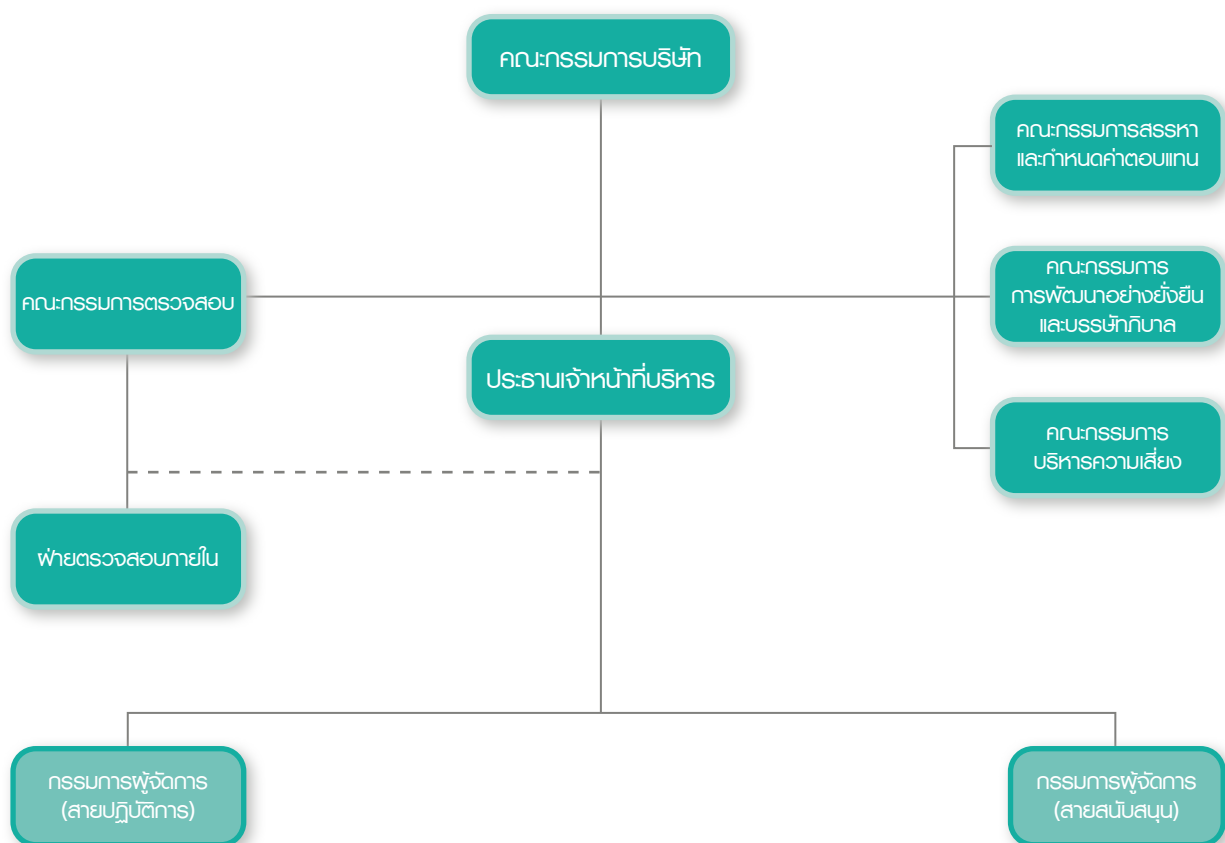 คณะกรรมการบริษัท
คณะกรรมการสรรหา
และกำหนดค่าตอบแทน
คณะกรรมการตรวจสอบ
คณะกรรมการ
การพัฒนาอย่างยั่งยืน
และบรรษัทภิบาล
ประธานเจ้าหน้าที่บริหาร
คณะกรรมการ
บริหารความเสี่ยง
ฝ่ายตรวจสอบภายใน
กรรมการผู้จัดการ
(สายปฏิบัติการ)
กรรมการผู้จัดการ
(สายสนับสนุน)